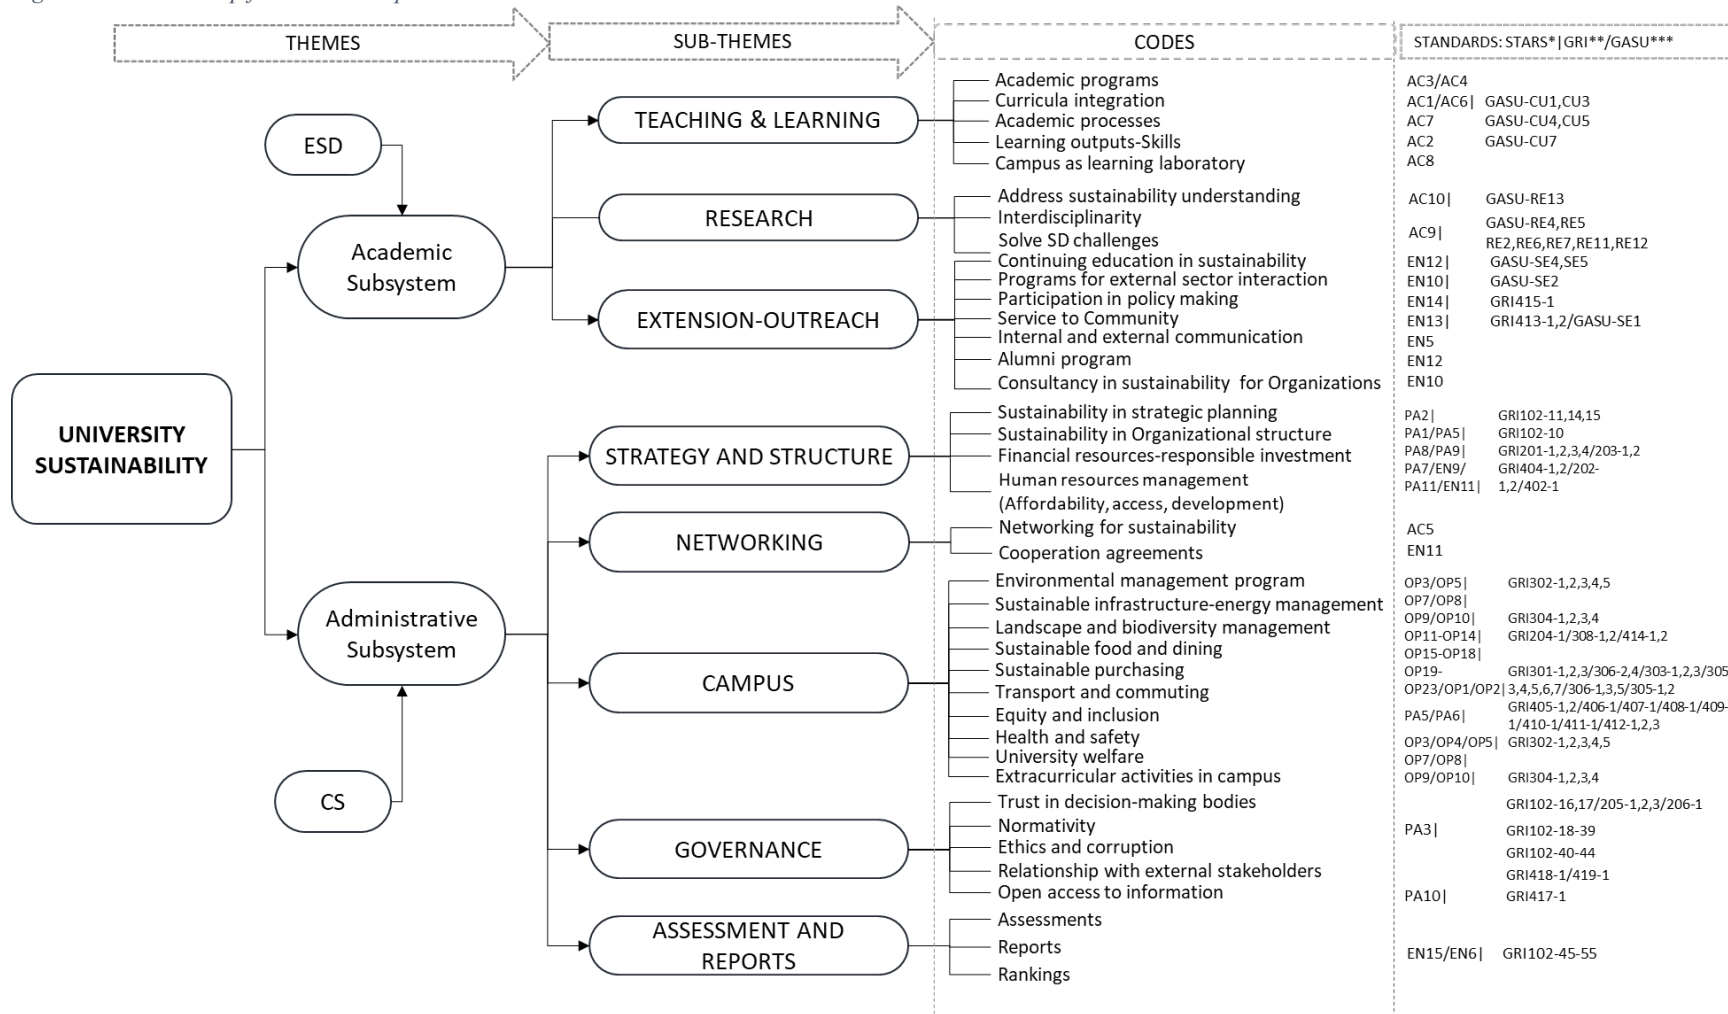 THEMES
SUB-THEMES
CODES
STANDARDS: STARS*|GRI**/GASU***
UNIVERSITY
SUSTAINABILITY
ESD
Academic
Subsystem
Administrative
Subsystem
CS
TEACHING & LEARNING
Academic programs
Curricula integration
Academic processes
Learning outputs-Skills
Campus as learning laboratory
AC3/AC4
AC1/AC6| GASU-CU1,CU3
AC7 GASU-CU4,CU5
AC2 GASU-CU7
AC8
RESEARCH
Address sustainability understanding
Interdisciplinarity
Solve SD challenges
AC10| GASU-RE13
AC9| GASU-RE4,RE5
RE2,RE6,RE7,RE11,RE12
EXTENSION-OUTREACH
Continuing education in sustainability
Programs for external sector interaction
Participation in policy making
Service to Community
Internal and external communication
Alumni program
Consultancy in sustainability for Organizations
EN12| GASU-SE4,SE5
EN10| GASU-SE2
EN14| GRI415-1
EN13| GRI413-1,2/GASU-SE1
EN5
EN12
EN10
STRATEGY AND STRUCTURE
Sustainability in strategic planning
Sustainability in Organizational structure
Financial resources-responsible investment
Human resources management
(Affordability, access, development)
PA2| GRI102-11,14,15
PA1/PA5| GRI102-10
PA8/PA9| GRI201-1,2,3,4/203-1,2
PA7/EN9/ GRI404-1,2/202-
PA11/EN11| 1,2/402-1
NETWORKING
Networking for sustainability
Cooperation agreements
AC5
EN11
CAMPUS
Environmental management program
Sustainable infrastructure-energy management
Landscape and biodiversity management
Sustainable food and dining
Sustainable purchasing
Transport and commuting
Equity and inclusion
Health and safety
University welfare
Extracurricular activities in campus
OP3/OP5| GRI302-1,2,3,4,5
OP7/OP8|
OP9/OP10| GRI304-1,2,3,4
OP11-OP14| GRI204-1/308-1,2/414-1,2
OP15-OP18|
OP19- GRI301-1,2,3/306-2,4/303-1,2,3/305
OP23/OP1/OP2| 3,4,5,6,7/306-1,3,5/305-1,2
PA5/PA6| GRI405-1,2/406-1/407-1/408-1/409-
1/410-1/411-1/412-1,2,3
OP3/OP4/OP5| GRI302-1,2,3,4,5
OP7/OP8|
OP9/OP10| GRI304-1,2,3,4
GOVERNANCE
Trust in decision-making bodies
Normativity
Ethics and corruption
Relationship with external stakeholders
Open access to information
GRI102-16,17/205-1,2,3/206-1
PA3| GRI102-18-39
GRI102-40-44
GRI418-1/419-1
PA10| GRI417-1
ASSESSMENT AND
REPORTS
Assessments
Reports
Rankings
EN15/EN6| GRI102-45-55